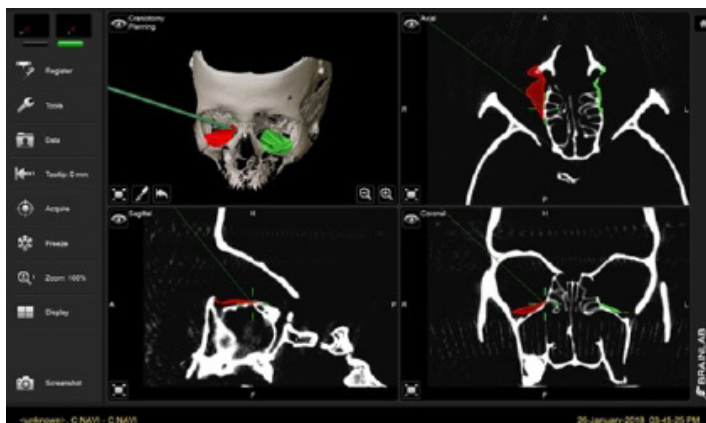 Register
Tools
Data
Tooltip: 0 mm
Acquire
Freeze
Zoom: 100%
Display
Screenshot
Craniotomy
Planning
Axial
A
R
L
P
Sagittal
H
A
P
F
Coronal
H
R
L
F
BRAINLAB
<unknown>, C NAVI - C NAVI
26 January 2018 03:45:25 PM